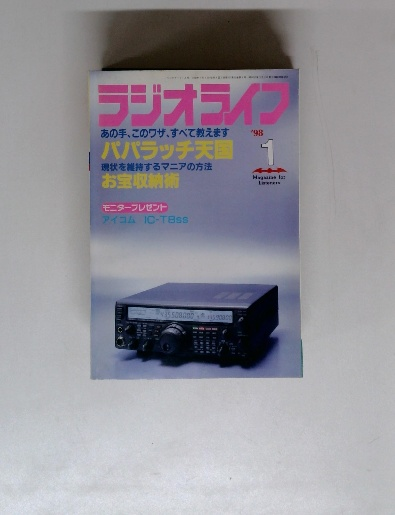 ラジオライフ
'98
1
Magazine for
Listeners
あの手、このワザ、すべて教えます
パパラッチ天国
現状を維持するマニアの方法
お宝収納術
モニタープレゼント
アイコム IC-T8ss